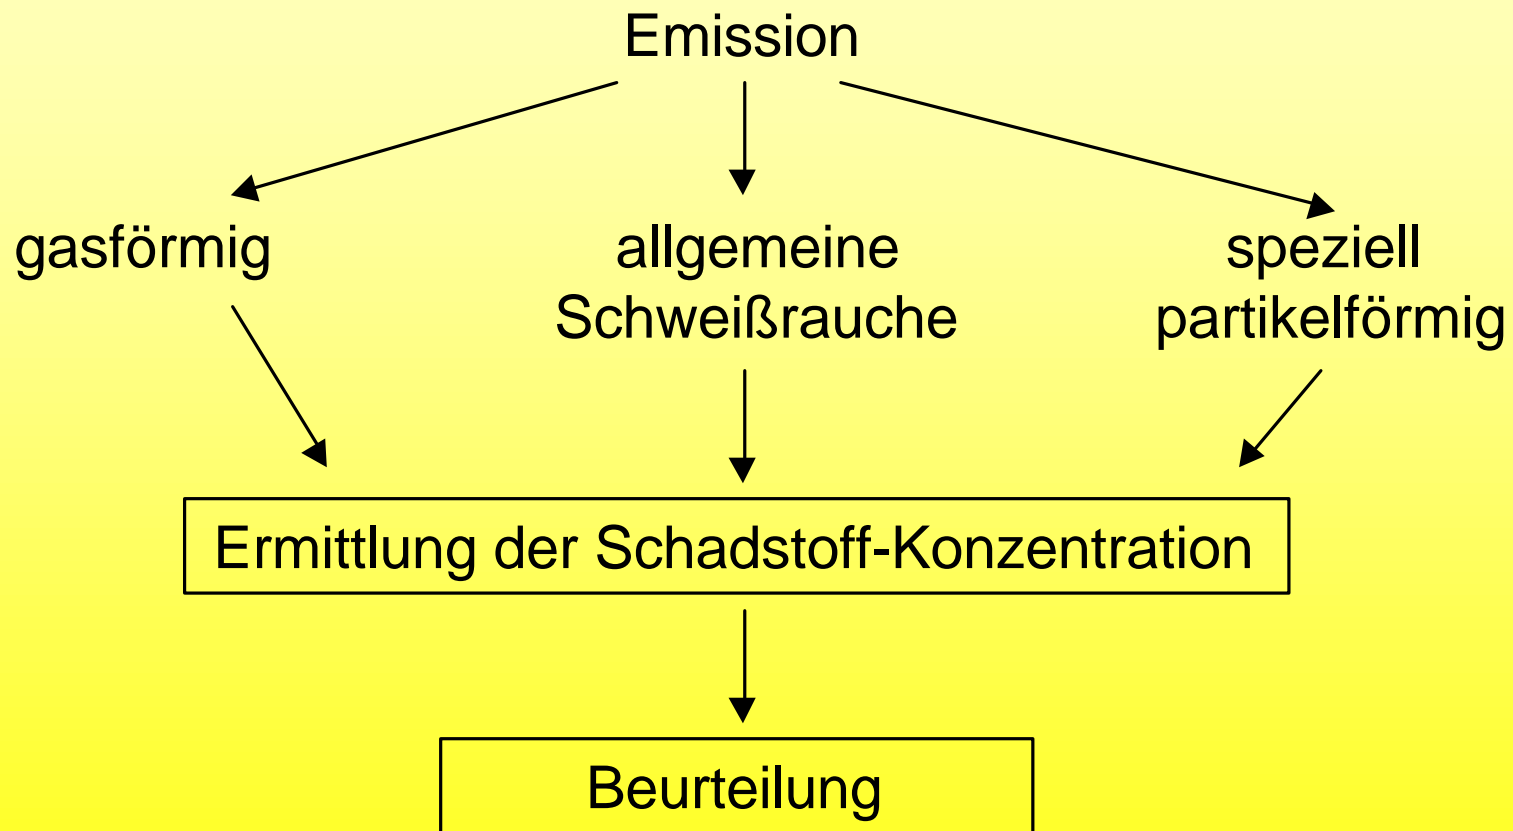 Emission
gasförmig
allgemeine
Schweißrauche
speziell
partikelförmig
Ermittlung der Schadstoff-Konzentration
Beurteilung